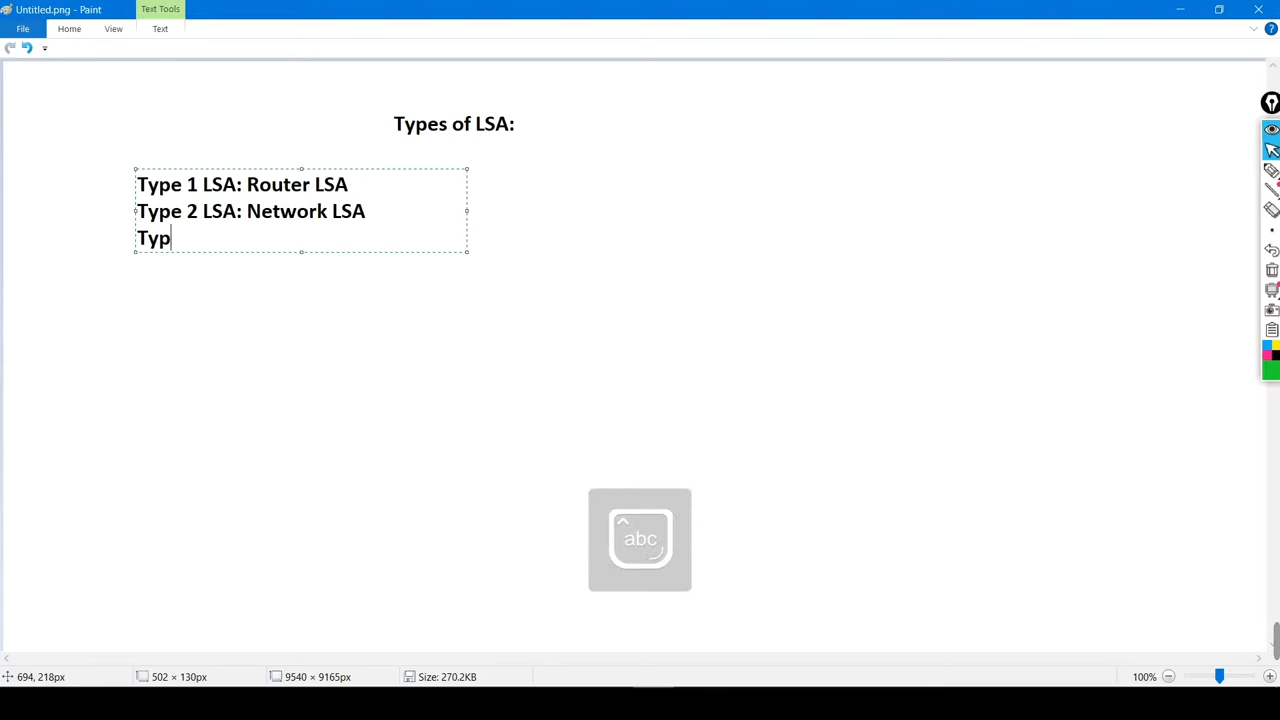 Untitled.png - Paint
Text Tools
File
Home
View
Text
Types of LSA:
Type 1 LSA: Router LSA
Type 2 LSA: Network LSA
Typ
abc
694, 218px
502 × 130px
9540 × 9165px
Size: 270.2KB
100%